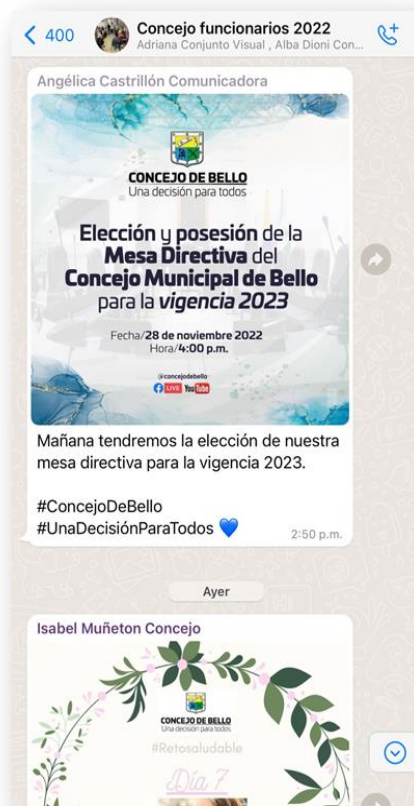 400
Concejo funcionarios 2022
Adriana Conjunto Visual , Alba Dioni Con...
Angélica Castrillón Comunicadora
CONCEJO DE BELLO
Una decisión para todos
Elección y posesión de la
Mesa Directiva del
Concejo Municipal de Bello
para la vigencia 2023
Fecha/28 de noviembre 2022
Hora/4:00 p.m.
@concejodebello
LIVE YouTube
Mañana tendremos la elección de nuestra
mesa directiva para la vigencia 2023.
#ConcejoDeBello
#UnaDecisiónParaTodos 💙
2:50 p.m.
Ayer
Isabel Muñeton Concejo
CONCEJO DE BELLO
Una decisión para todos
#Retosaludable
Día 7